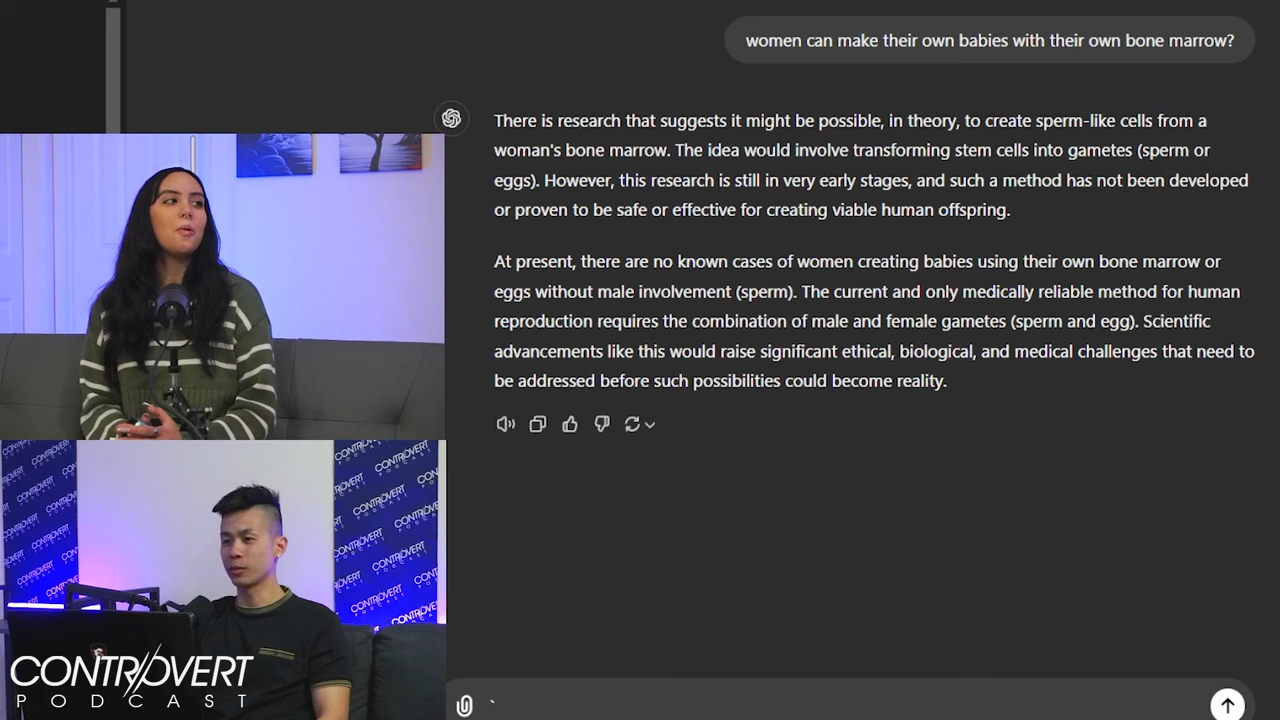 women can make their own babies with their own bone marrow?
There is research that suggests it might be possible, in theory, to create sperm-like cells from a
woman's bone marrow. The idea would involve transforming stem cells into gametes (sperm or
eggs). However, this research is still in very early stages, and such a method has not been developed
or proven to be safe or effective for creating viable human offspring.
At present, there are no known cases of women creating babies using their own bone marrow or
eggs without male involvement (sperm). The current and only medically reliable method for human
reproduction requires the combination of male and female gametes (sperm and egg). Scientific
advancements like this would raise significant ethical, biological, and medical challenges that need to
be addressed before such possibilities could become reality.
`
CONTROVERT
PODCAST
CONTROVERT
PODCAST